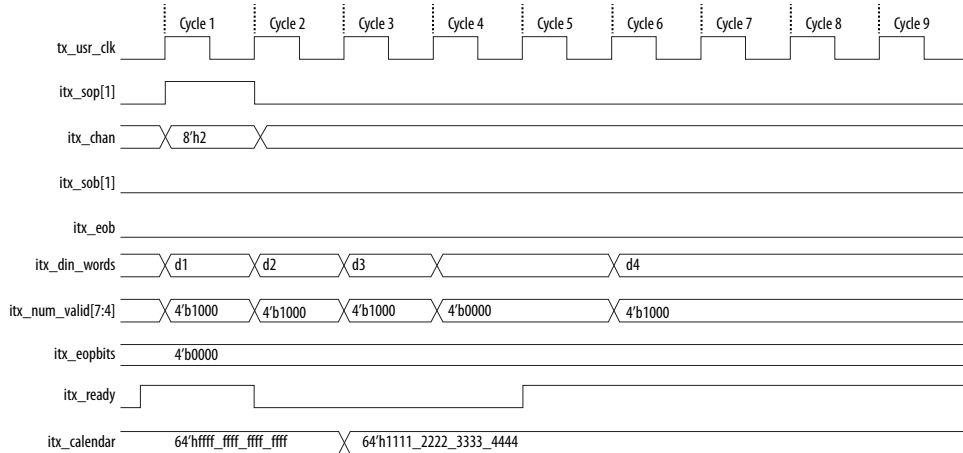 Cycle 1 Cycle 2 Cycle 3 Cycle 4 Cycle 5 Cycle 6 Cycle 7 Cycle 8 Cycle 9
tx_usr_clk
itx_sop[1]
itx_chan 8'h2
itx_sob[1]
itx_eob
itx_din_words d1 d2 d3 d4
itx_num_valid[7:4] 4'b1000 4'b1000 4'b1000 4'b0000 4'b1000
itx_eopbits 4'b0000
itx_ready
itx_calendar 64'hffff_ffff_ffff_ffff 64'h1111_2222_3333_4444